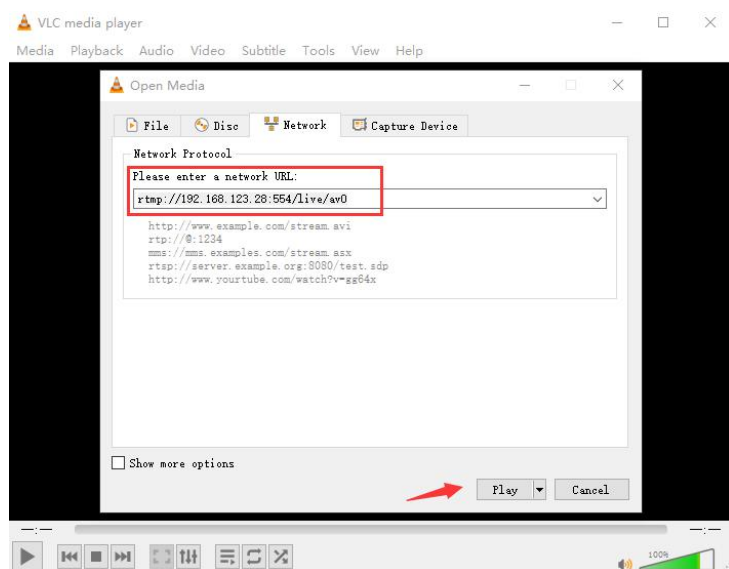 VLC media player
Media Playback Audio Video Subtitle Tools View Help
Open Media
File Disc Network Capture Device
Network Protocol
Please enter a network URL:
rtmp://192.168.123.28:554/live/av0
http://www.example.com/stream.avi
rtp://@:1234
mms://mms.examples.com/stream.asx
rtsp://server.example.org:8080/test.sdp
http://www.yourtube.com/watch?v=gg64x
Show more options
Play Cancel
--:-- --:--
100%